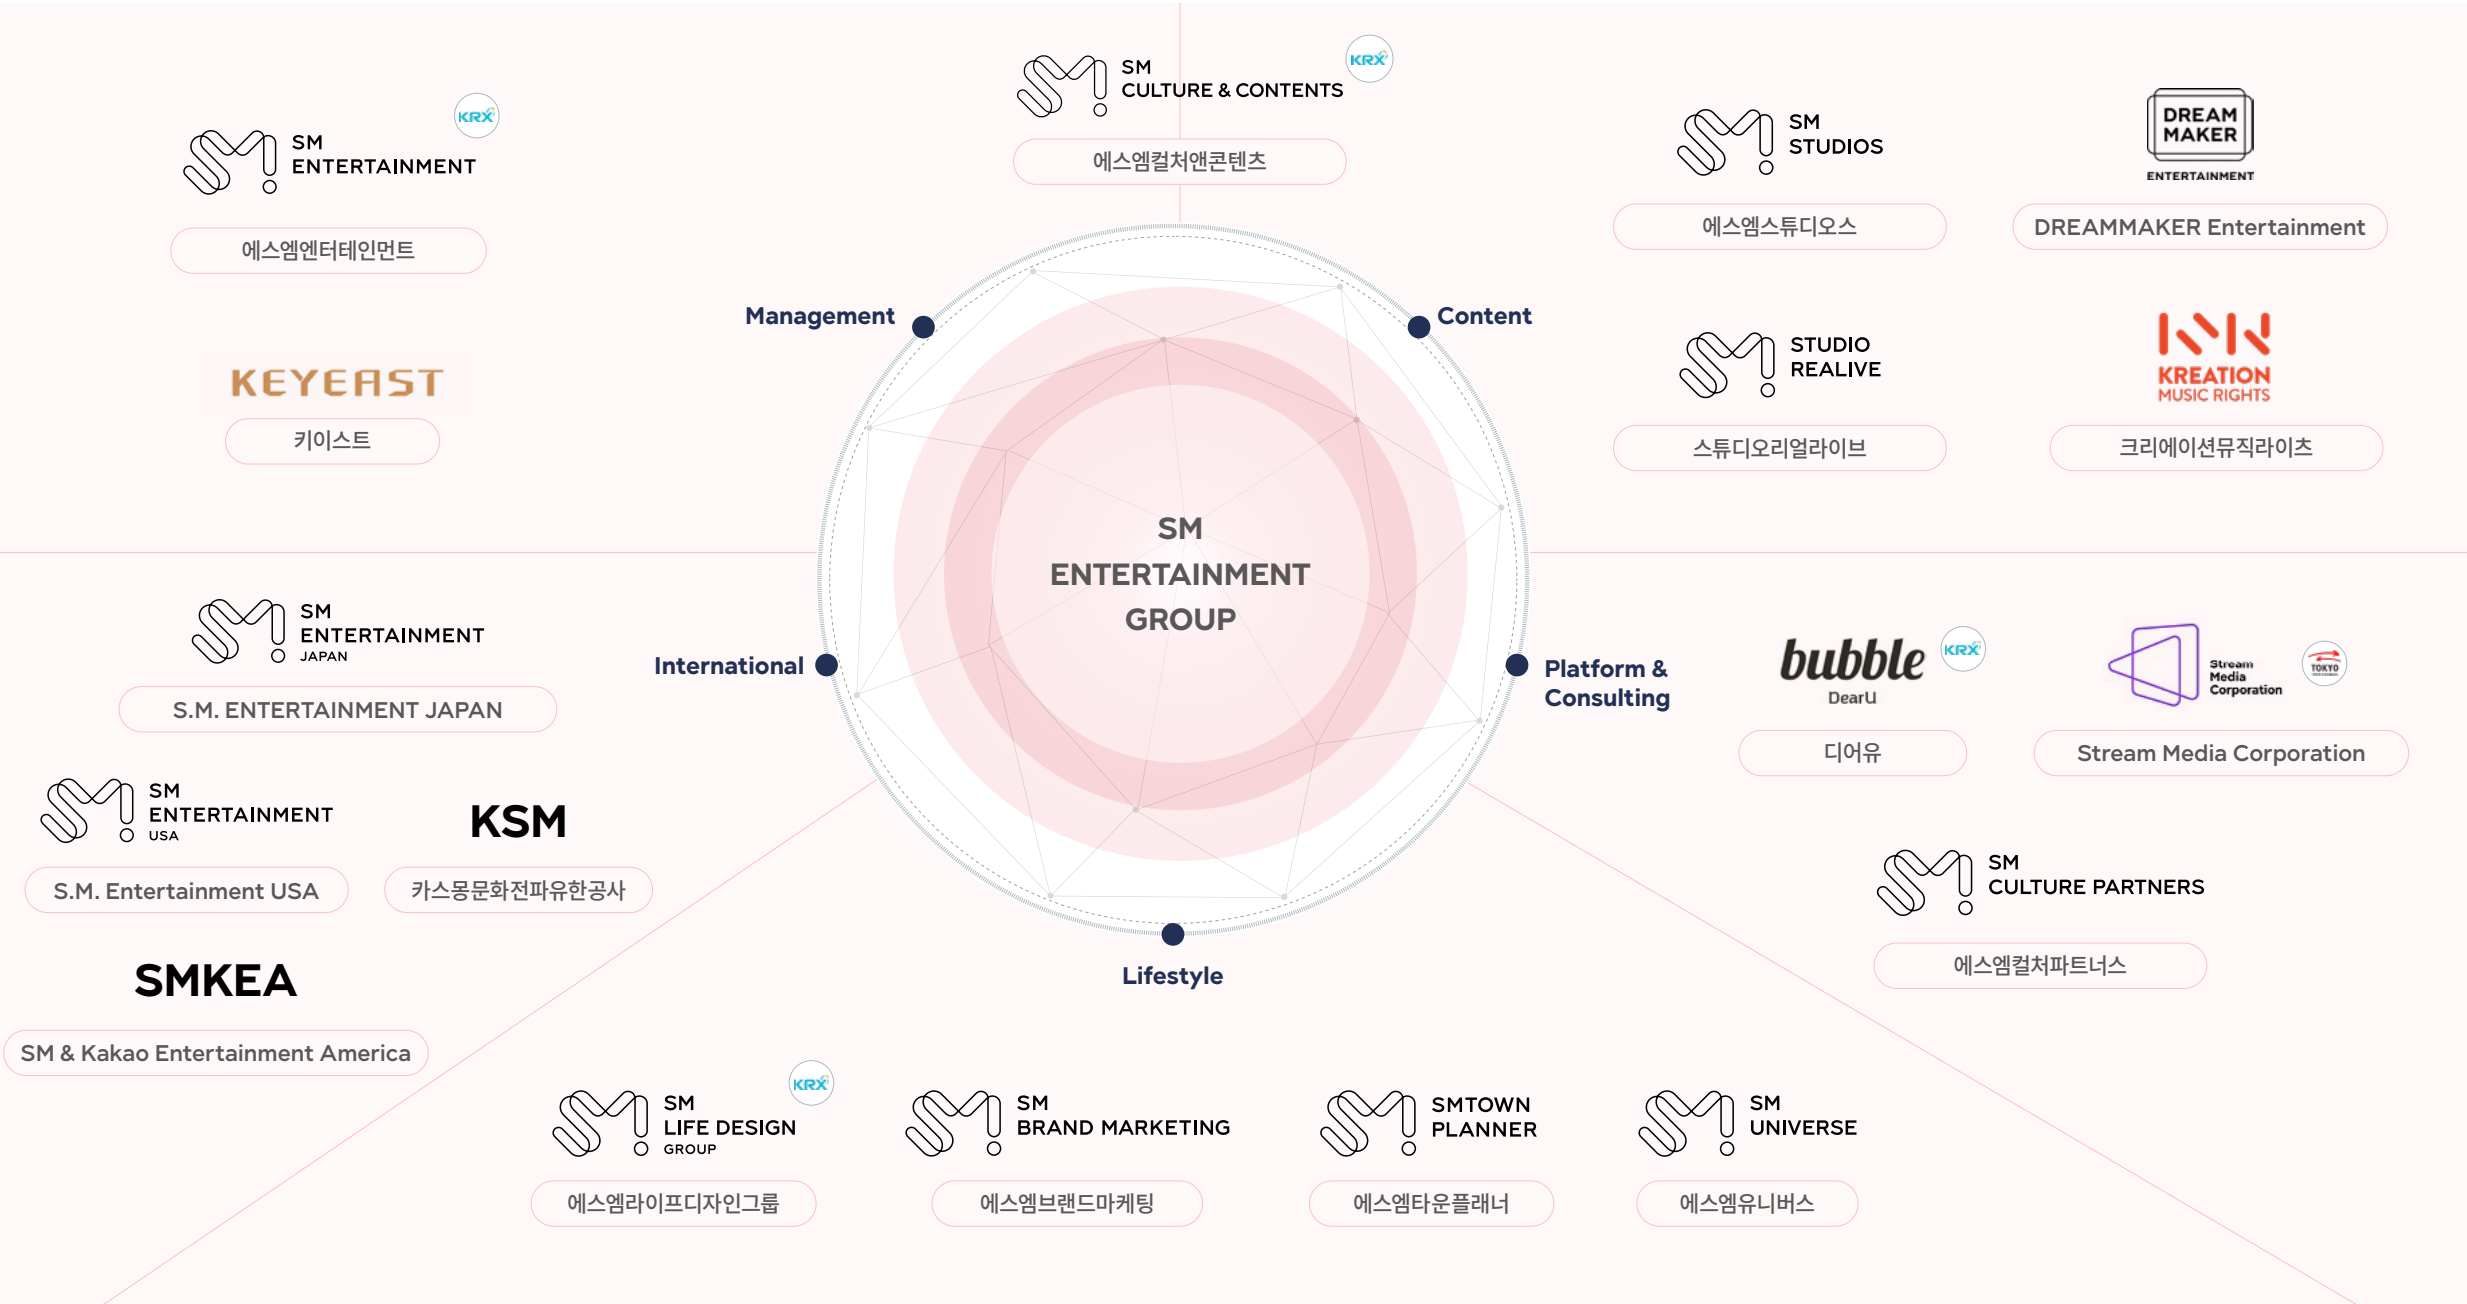 SM
CULTURE & CONTENTS
KRX
에스엠컬처앤콘텐츠
KRX
SM
ENTERTAINMENT
에스엠엔터테인먼트
KEYEAST
키이스트
Management
SM
STUDIOS
에스엠스튜디오스
DREAM
MAKER
ENTERTAINMENT
DREAMMAKER Entertainment
Content
STUDIO
REALIVE
스튜디오리얼라이브
KREATION
MUSIC RIGHTS
크리에이션뮤직라이츠
SM
ENTERTAINMENT
GROUP
SM
ENTERTAINMENT
JAPAN
S.M. ENTERTAINMENT JAPAN
International
SM
ENTERTAINMENT
USA
S.M. Entertainment USA
KSM
카스몽문화전파유한공사
SMKEA
SM & Kakao Entertainment America
Platform &
Consulting
bubble
DearU
KRX
디어유
Stream
Media
Corporation
TOKYO
Stream Media Corporation
SM
CULTURE PARTNERS
에스엠컬처파트너스
Lifestyle
KRX
SM
LIFE DESIGN
GROUP
에스엠라이프디자인그룹
SM
BRAND MARKETING
에스엠브랜드마케팅
SMTOWN
PLANNER
에스엠타운플래너
SM
UNIVERSE
에스엠유니버스